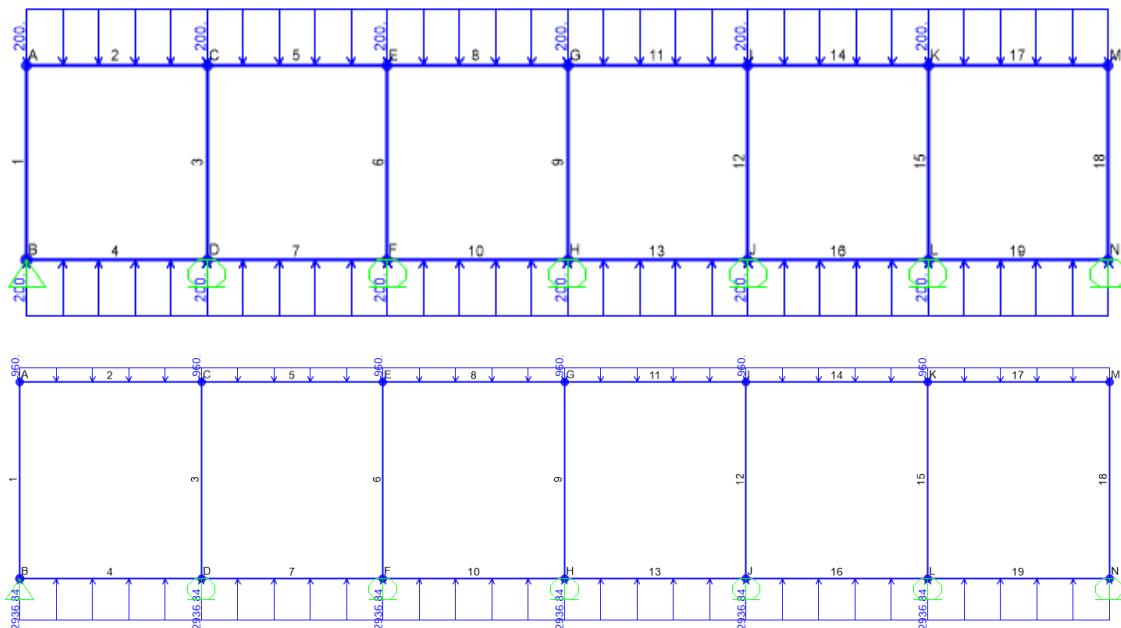 200. 200. 200. 200. 200. 200.
A 2 C 5 E 8 G 11 I 14 K 17 M
1 3 6 9 12 15 18
B 4 D 7 F 10 H 13 J 16 L 19 N
200. 200. 200. 200. 200. 200.
960. 960. 960. 960. 960. 960.
A 2 C 5 E 8 G 11 I 14 K 17 M
1 3 6 9 12 15 18
B 4 D 7 F 10 H 13 J 16 L 19 N
2936.84 2936.84 2936.84 2936.84 2936.84 2936.84